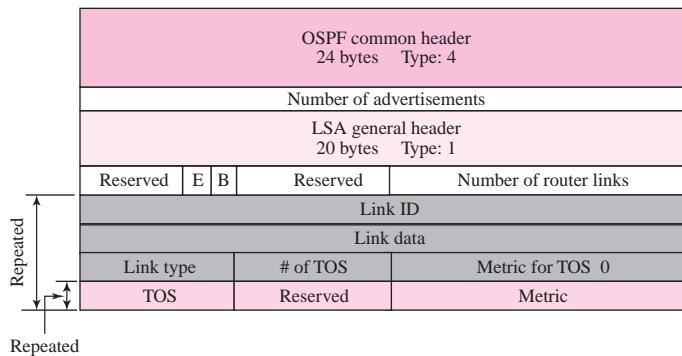 OSPF common header
24 bytes Type: 4
Number of advertisements
LSA general header
20 bytes Type: 1
Reserved E B Reserved Number of router links
Repeated
Link ID
Link data
Link type # of TOS Metric for TOS 0
TOS Reserved Metric
Repeated